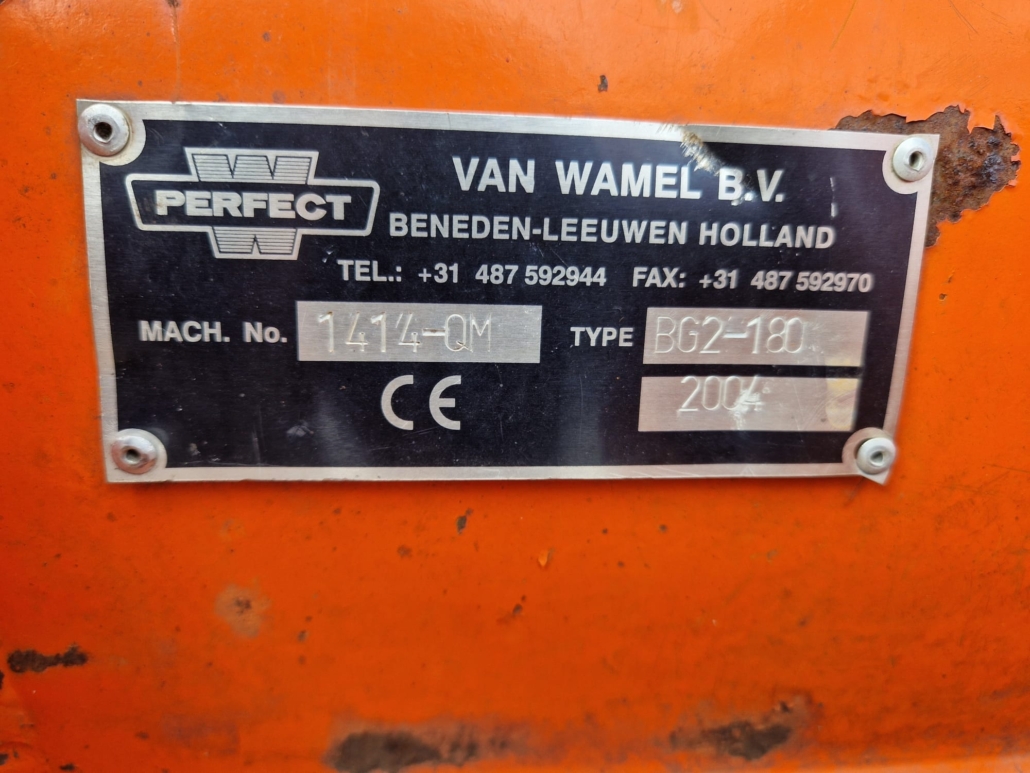 W
PERFECT
W
VAN WAMEL B.V.
BENEDEN-LEEUWEN HOLLAND
TEL.: +31 487 592944 FAX: +31 487 592970
MACH. No. 1414-QM TYPE BG2-180
CE 2004